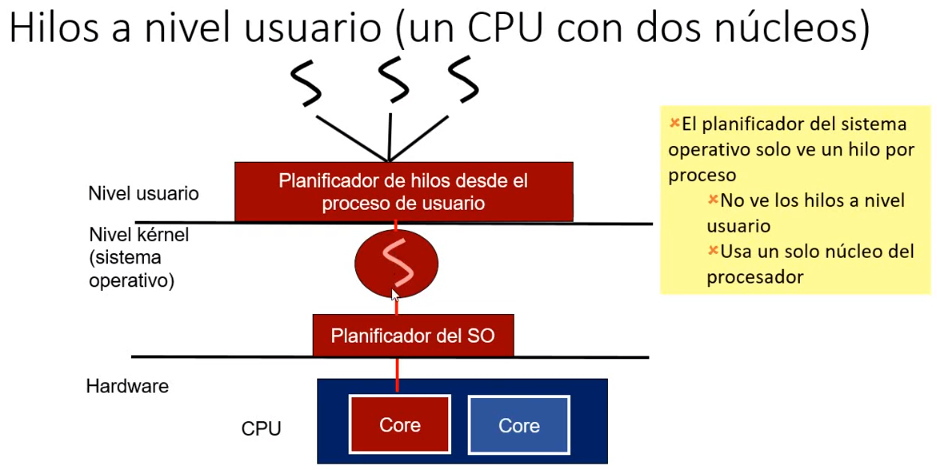 Hilos a nivel usuario (un CPU con dos núcleos)
Nivel usuario
Planificador de hilos desde el
proceso de usuario
Nivel kérnel
(sistema
operativo)
Planificador del SO
Hardware
CPU
Core
Core
El planificador del sistema
operativo solo ve un hilo por
proceso
No ve los hilos a nivel
usuario
Usa un solo núcleo del
procesador